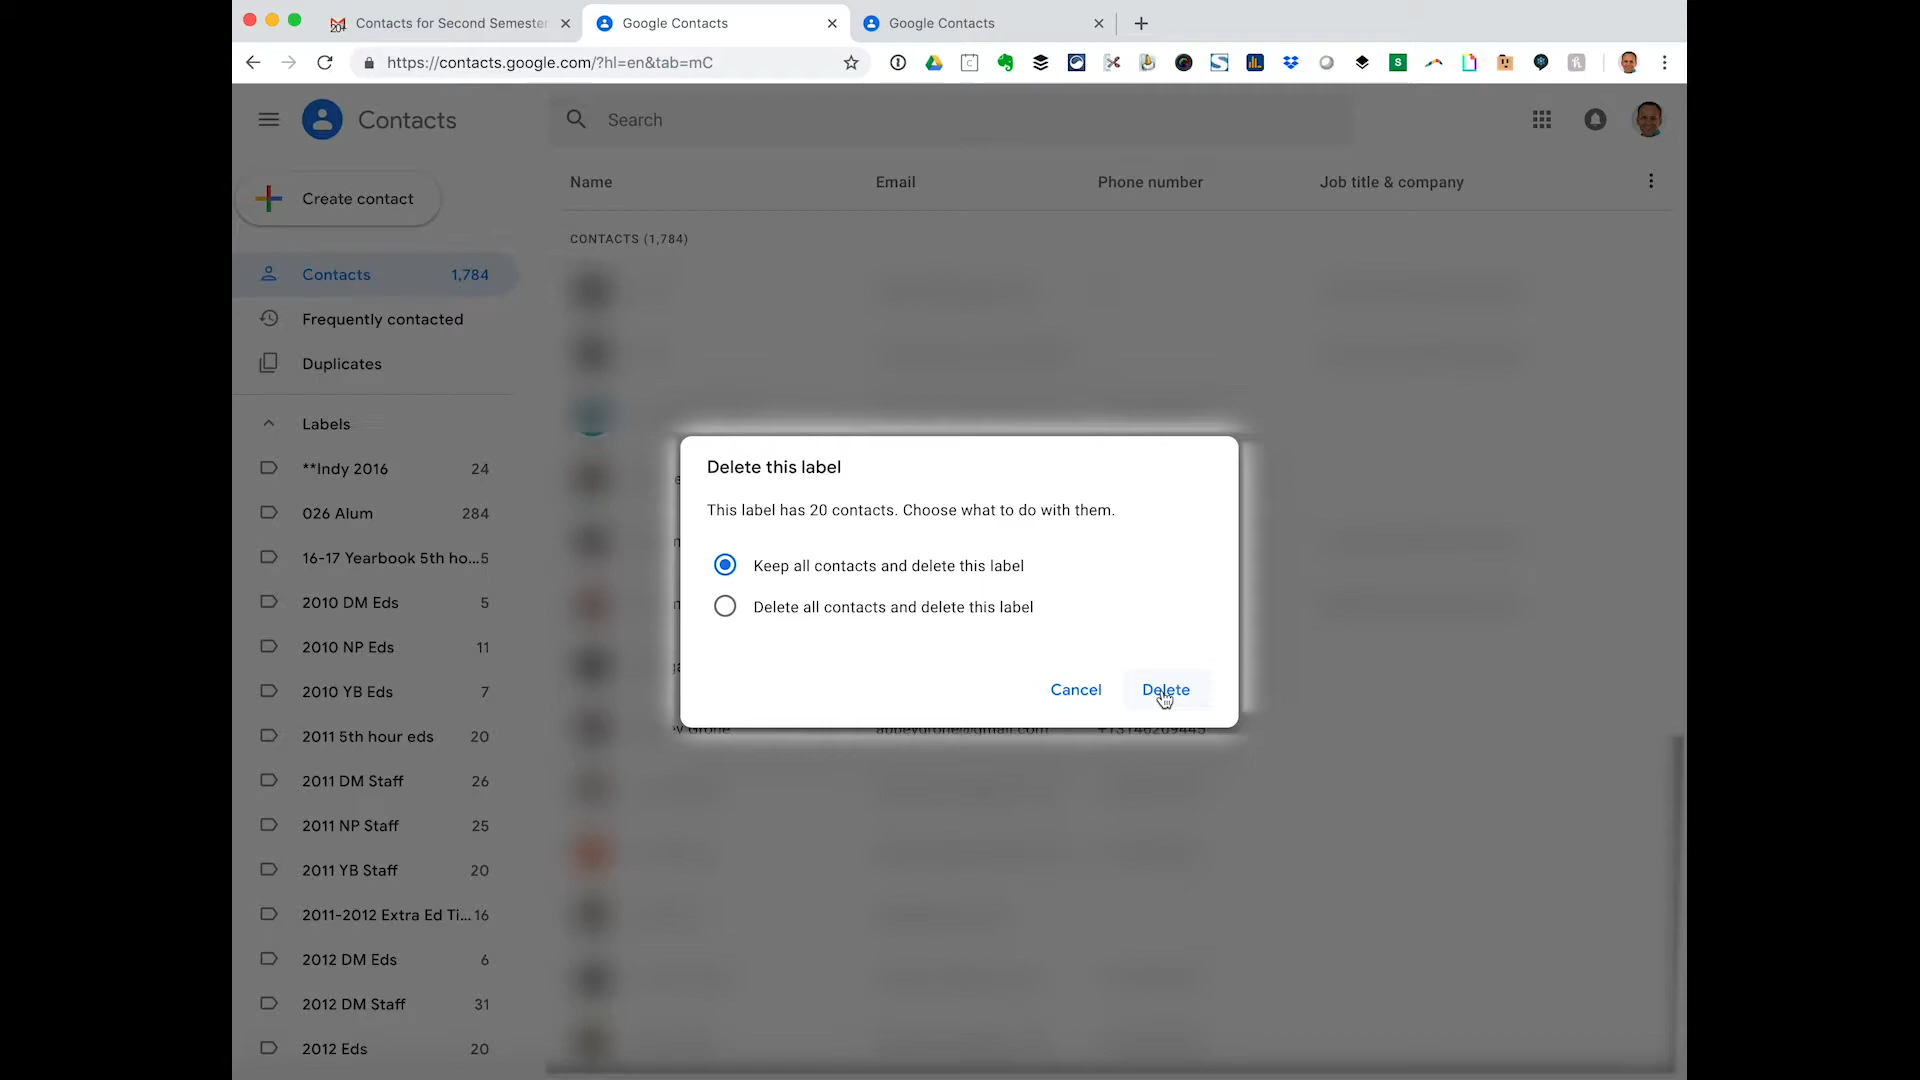 Contacts for Second Semester
Google Contacts
Google Contacts
https://contacts.google.com/?hl=en&tab=mC
Contacts
Search
Create contact
Name Email Phone number Job title & company
CONTACTS (1,784)
Contacts 1,784
Frequently contacted
Duplicates
Labels
**Indy 2016 24
026 Alum 284
16-17 Yearbook 5th ho... 5
2010 DM Eds 5
2010 NP Eds 11
2010 YB Eds 7
2011 5th hour eds 20
2011 DM Staff 26
2011 NP Staff 25
2011 YB Staff 20
2011-2012 Extra Ed Ti... 16
2012 DM Eds 6
2012 DM Staff 31
2012 Eds 20
Delete this label
This label has 20 contacts. Choose what to do with them.
Keep all contacts and delete this label
Delete all contacts and delete this label
Cancel Delete